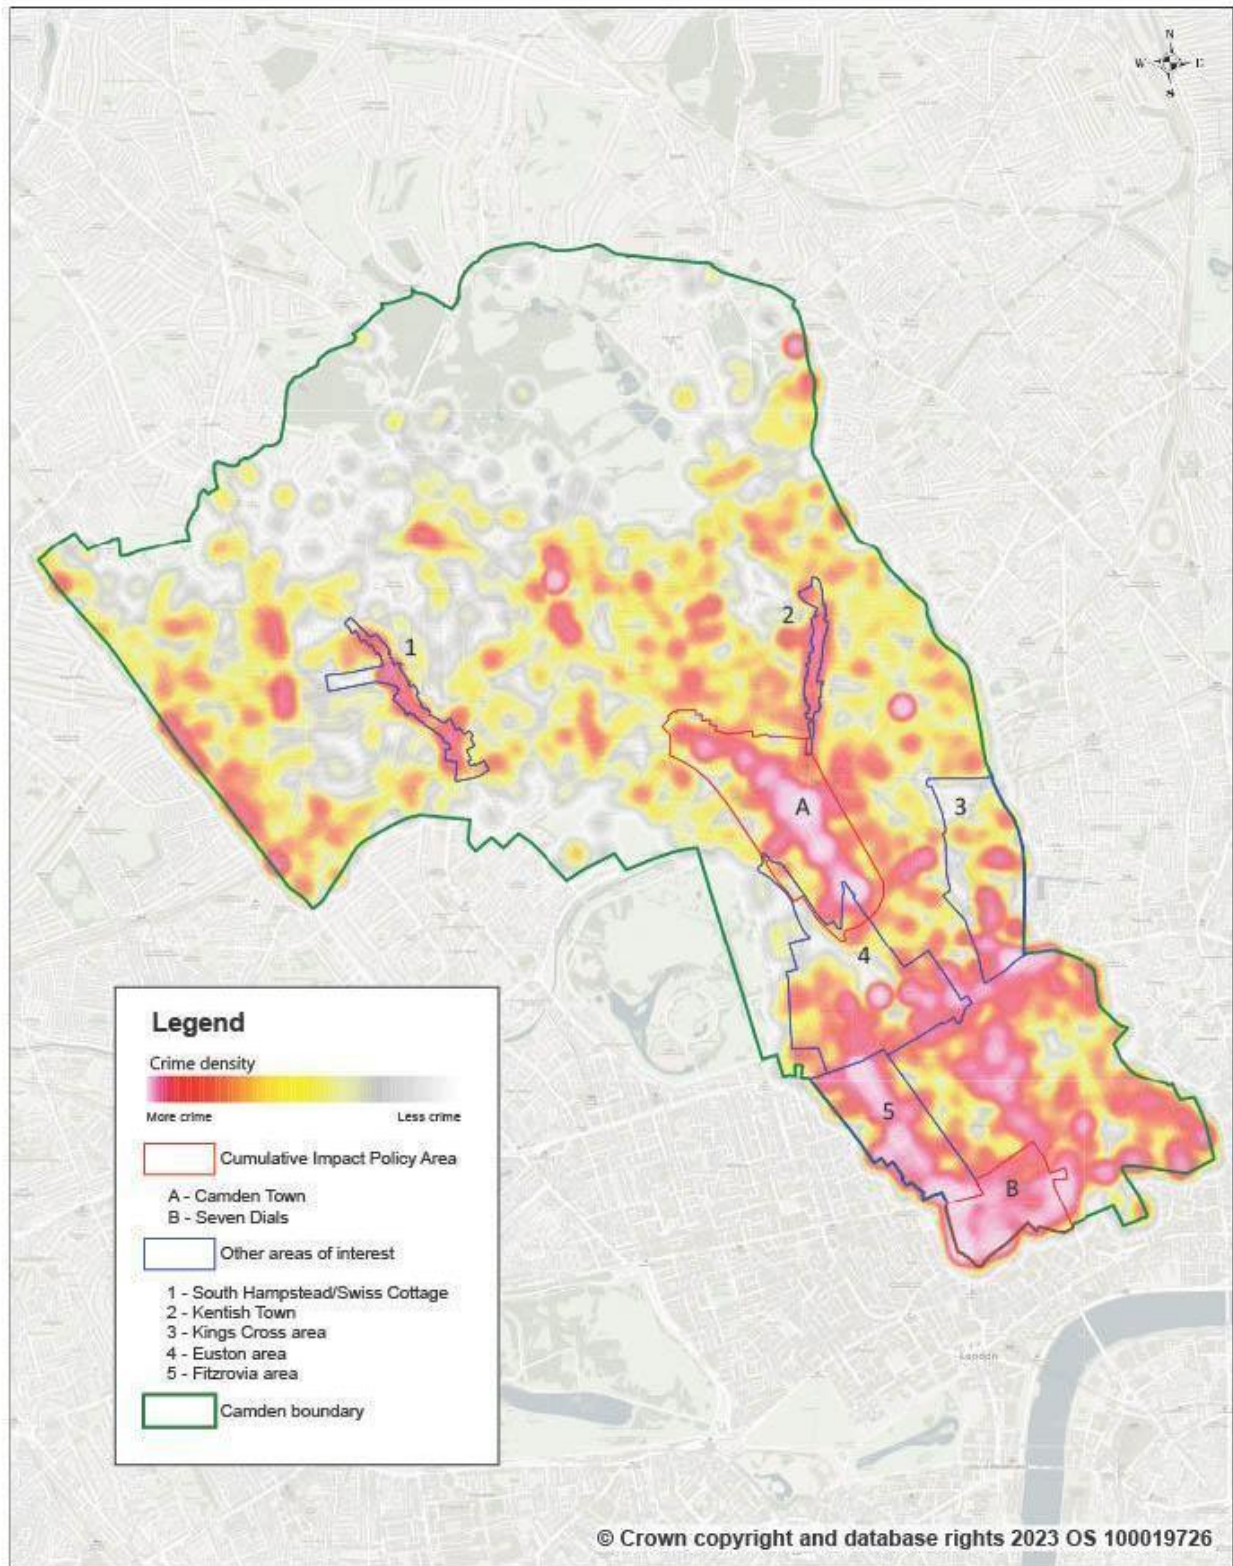 N
W
E
S
1
2
A
3
4
5
B
Legend
Crime density
More crime Less crime
Cumulative Impact Policy Area
A - Camden Town
B - Seven Dials
Other areas of interest
1 - South Hampstead/Swiss Cottage
2 - Kentish Town
3 - Kings Cross area
4 - Euston area
5 - Fitzrovia area
Camden boundary
London
© Crown copyright and database rights 2023 OS 100019726